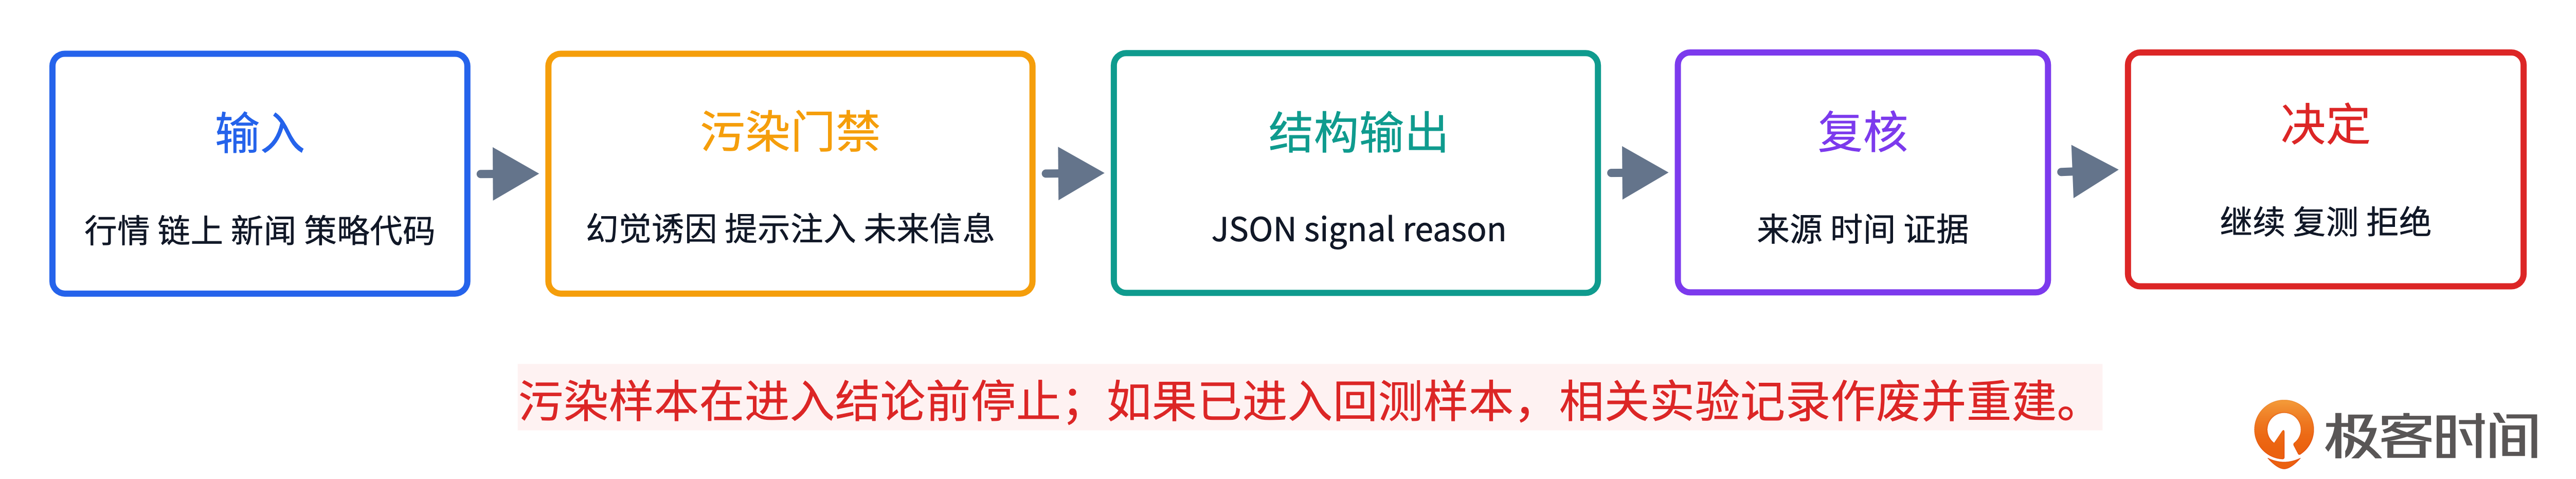 输入
行情 链上 新闻 策略代码
污染门禁
幻觉诱因 提示注入 未来信息
结构输出
JSON signal reason
复核
来源 时间 证据
决定
继续 复测 拒绝
污染样本在进入结论前停止；如果已进入回测样本，相关实验记录作废并重建。
极客时间